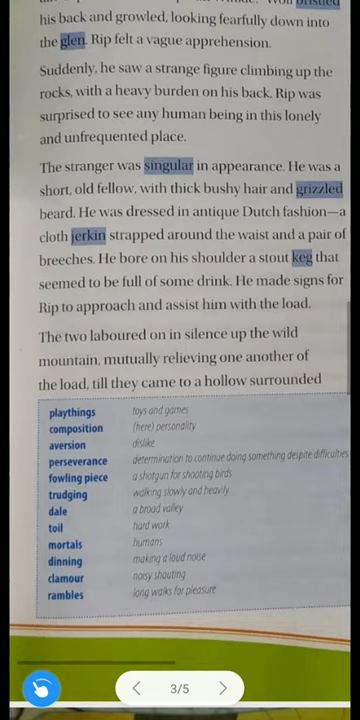 bristled
his back and growled, looking fearfully down into
the glen. Rip felt a vague apprehension.
Suddenly, he saw a strange figure climbing up the
rocks, with a heavy burden on his back. Rip was
surprised to see any human being in this lonely
and unfrequented place.
The stranger was singular in appearance. He was a
short, old fellow, with thick bushy hair and grizzled
beard. He was dressed in antique Dutch fashion—a
cloth jerkin strapped around the waist and a pair of
breeches. He bore on his shoulder a stout keg that
seemed to be full of some drink. He made signs for
Rip to approach and assist him with the load.
The two laboured on in silence up the wild
mountain, mutually relieving one another of
the load, till they came to a hollow surrounded
playthings toys and games
composition (here) personality
aversion dislike
perseverance determination to continue doing something despite difficulties
fowling piece a shotgun for shooting birds
trudging walking slowly and heavily
dale a broad valley
toil hard work
mortals humans
dinning making a loud noise
clamour noisy shouting
rambles long walks for pleasure
3/5